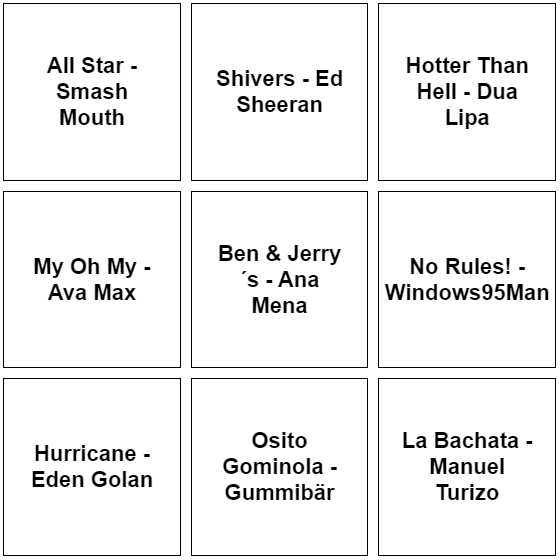 All Star -
Smash
Mouth
Shivers - Ed
Sheeran
Hotter Than
Hell - Dua
Lipa
My Oh My -
Ava Max
Ben & Jerry
´s - Ana
Mena
No Rules! -
Windows95Man
Hurricane -
Eden Golan
Osito
Gominola -
Gummibär
La Bachata -
Manuel
Turizo